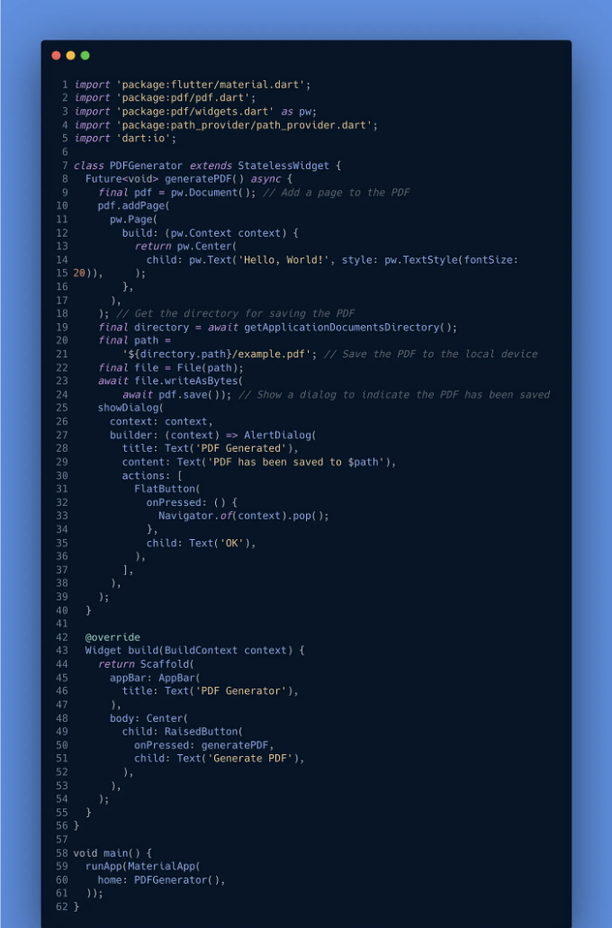 1 import 'package:flutter/material.dart';
2 import 'package:pdf/pdf.dart';
3 import 'package:pdf/widgets.dart' as pw;
4 import 'package:path_provider/path_provider.dart';
5 import 'dart:io';
6
7 class PDFGenerator extends StatelessWidget {
8   Future<void> generatePDF() async {
9     final pdf = pw.Document(); // Add a page to the PDF
10     pdf.addPage(
11       pw.Page(
12         build: (pw.Context context) {
13           return pw.Center(
14             child: pw.Text('Hello, World!', style: pw.TextStyle(fontSize:
15 20)),     );
16         },
17       ),
18     ); // Get the directory for saving the PDF
19     final directory = await getApplicationDocumentsDirectory();
20     final path =
21         '${directory.path}/example.pdf'; // Save the PDF to the local device
22     final file = File(path);
23     await file.writeAsBytes(
24         await pdf.save()); // Show a dialog to indicate the PDF has been saved
25     showDialog(
26       context: context,
27       builder: (context) => AlertDialog(
28         title: Text('PDF Generated'),
29         content: Text('PDF has been saved to $path'),
30         actions: [
31           FlatButton(
32             onPressed: () {
33               Navigator.of(context).pop();
34             },
35             child: Text('OK'),
36           ),
37         ],
38       ),
39     );
40   }
41
42   @override
43   Widget build(BuildContext context) {
44     return Scaffold(
45       appBar: AppBar(
46         title: Text('PDF Generator'),
47       ),
48       body: Center(
49         child: RaisedButton(
50           onPressed: generatePDF,
51           child: Text('Generate PDF'),
52         ),
53       ),
54     );
55   }
56 }
57
58 void main() {
59   runApp(MaterialApp(
60     home: PDFGenerator(),
61   ));
62 }